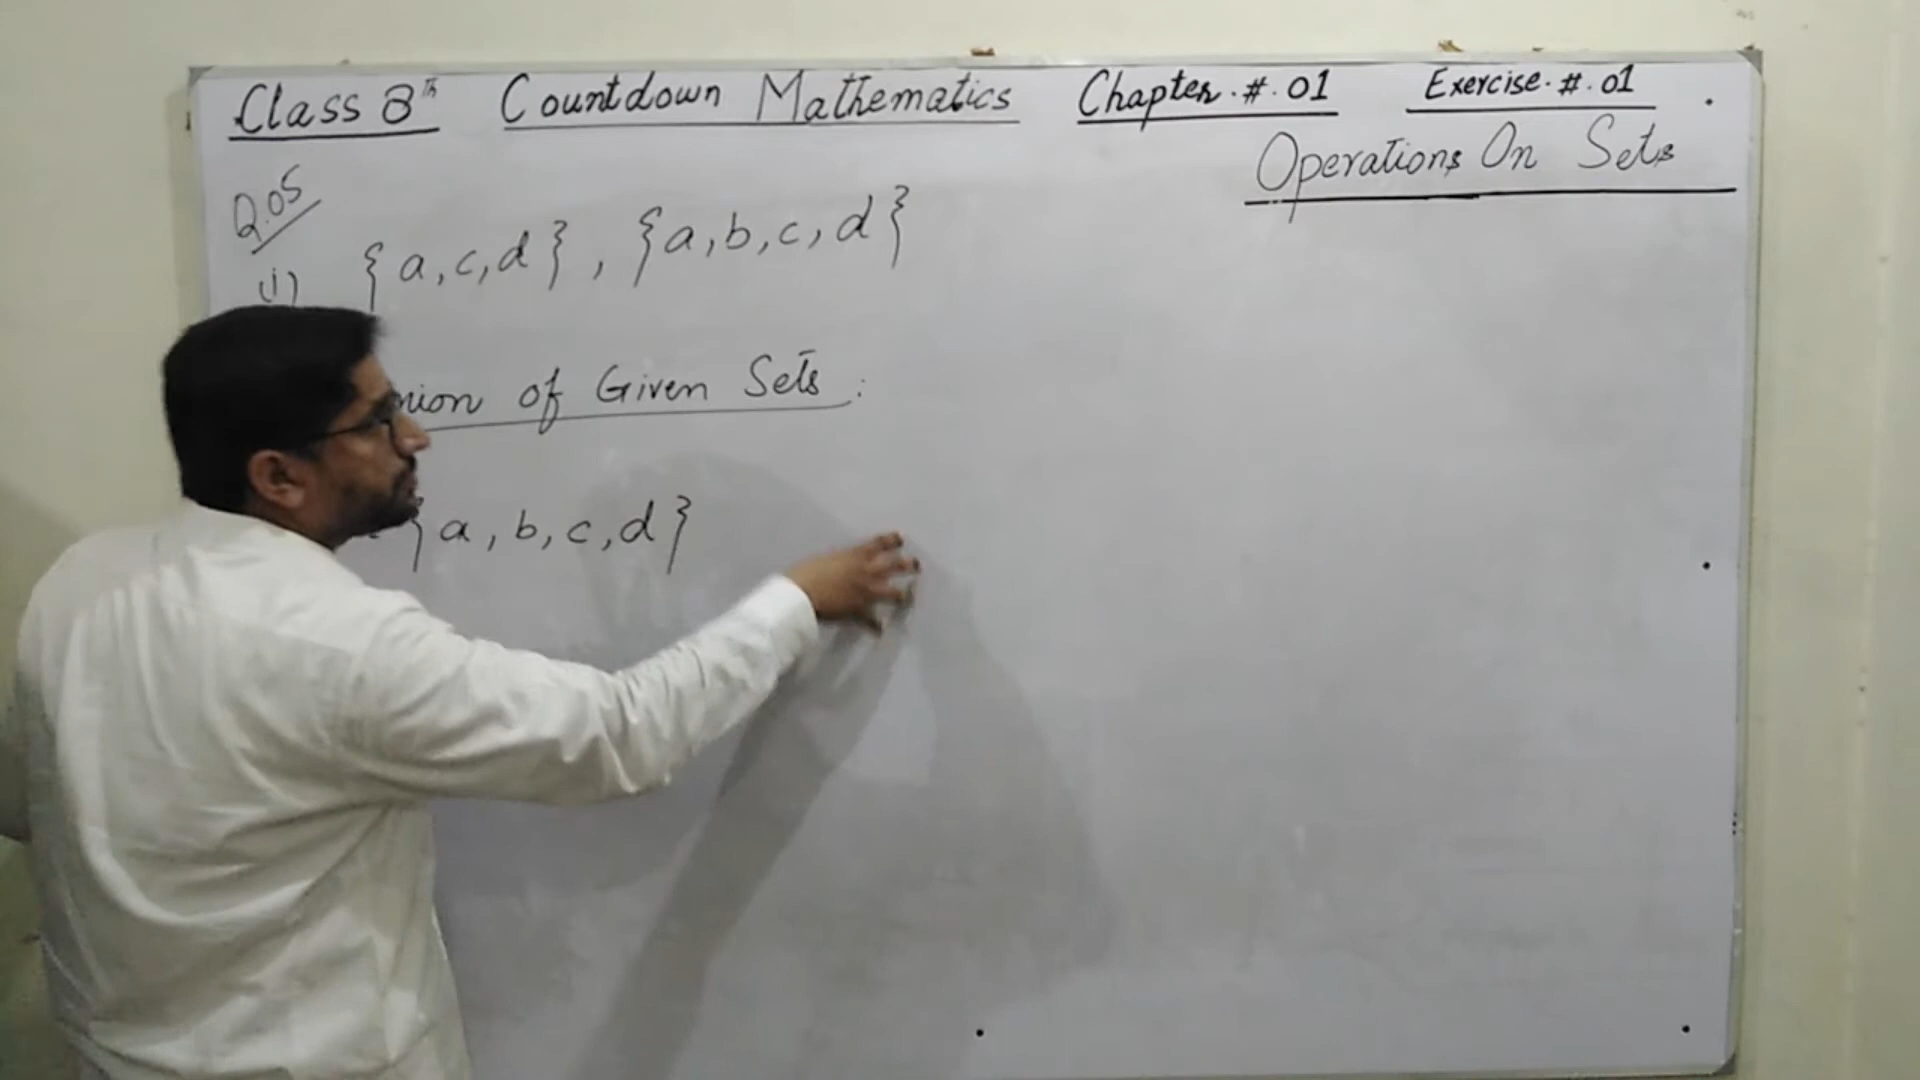 Class 8th Countdown Mathematics Chapter.#.01 Exercise.#.01
Operations On Sets
Q.05
(i) {a,c,d} , {a,b,c,d}
of Given Sets :
{a,b,c,d}